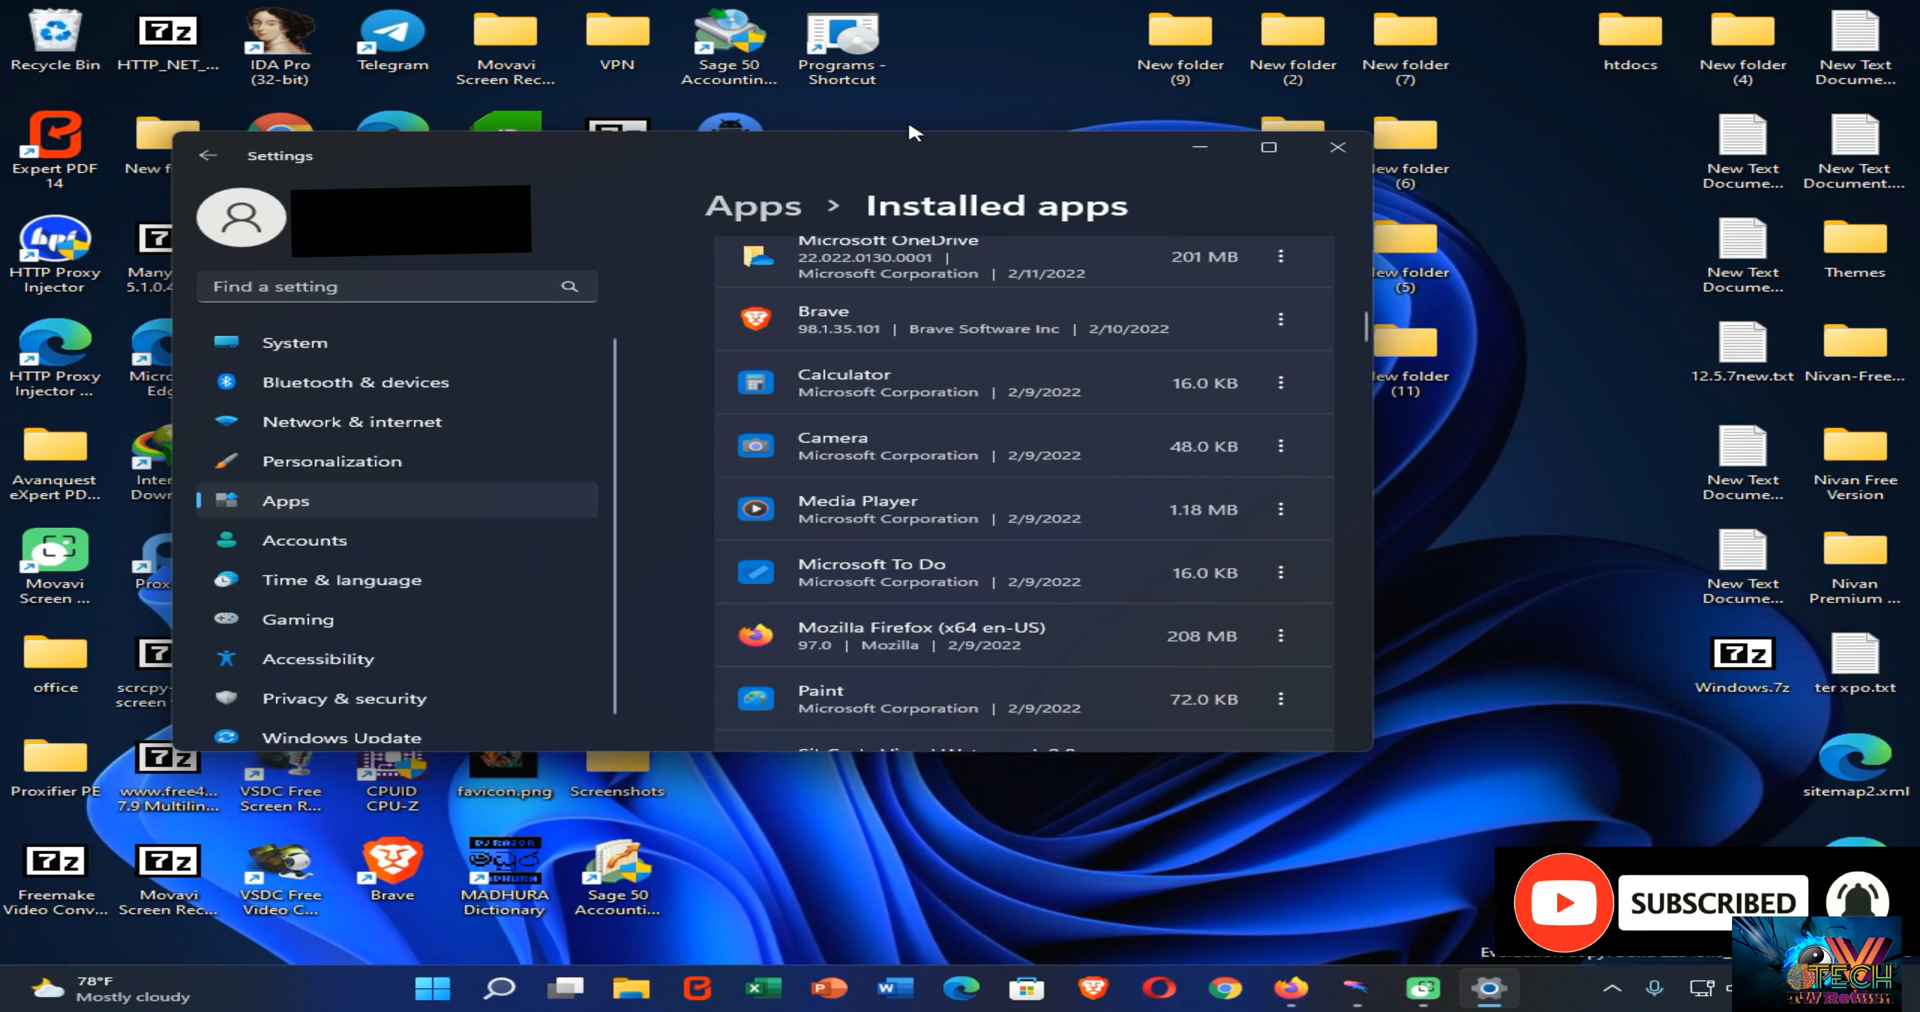 Recycle Bin
HTTP_NET_...
IDA Pro
(32-bit)
Telegram
Movavi
Screen Rec...
VPN
Sage 50
Accountin...
Programs -
Shortcut
New folder
(9)
New folder
(2)
New folder
(7)
htdocs
New folder
(4)
New Text
Docume...
Expert PDF
14
New f
New folder
(6)
New Text
Docume...
New Text
Document....
HTTP Proxy
Injector
Many
5.1.0.4
New folder
(5)
New Text
Docume...
Themes
HTTP Proxy
Injector ...
Micro
Edg
ew folder
(11)
12.5.7new.txt
Nivan-Free...
Avanquest
eXpert PD...
Inter
Down
New Text
Docume...
Nivan Free
Version
Movavi
Screen ...
Prox
New Text
Docume...
Nivan
Premium ...
office
scrcpy-
screen
Windows.7z
ter xpo.txt
Proxifier PE
www.free4...
7.9 Multilin...
VSDC Free
Screen R...
CPUID
CPU-Z
favicon.png
Screenshots
sitemap2.xml
Freemake
Video Conv...
Movavi
Screen Rec...
VSDC Free
Video C...
Brave
MADHURA
Dictionary
Sage 50
Accounti...
Settings
Find a setting
System
Bluetooth & devices
Network & internet
Personalization
Apps
Accounts
Time & language
Gaming
Accessibility
Privacy & security
Windows Update
Apps > Installed apps
Microsoft OneDrive
22.022.0130.0001 |
Microsoft Corporation | 2/11/2022
201 MB
Brave
98.1.35.101 | Brave Software Inc | 2/10/2022
Calculator
Microsoft Corporation | 2/9/2022
16.0 KB
Camera
Microsoft Corporation | 2/9/2022
48.0 KB
Media Player
Microsoft Corporation | 2/9/2022
1.18 MB
Microsoft To Do
Microsoft Corporation | 2/9/2022
16.0 KB
Mozilla Firefox (x64 en-US)
97.0 | Mozilla | 2/9/2022
208 MB
Paint
Microsoft Corporation | 2/9/2022
72.0 KB
SUBSCRIBED
TECH
TW Return
78°F
Mostly cloudy